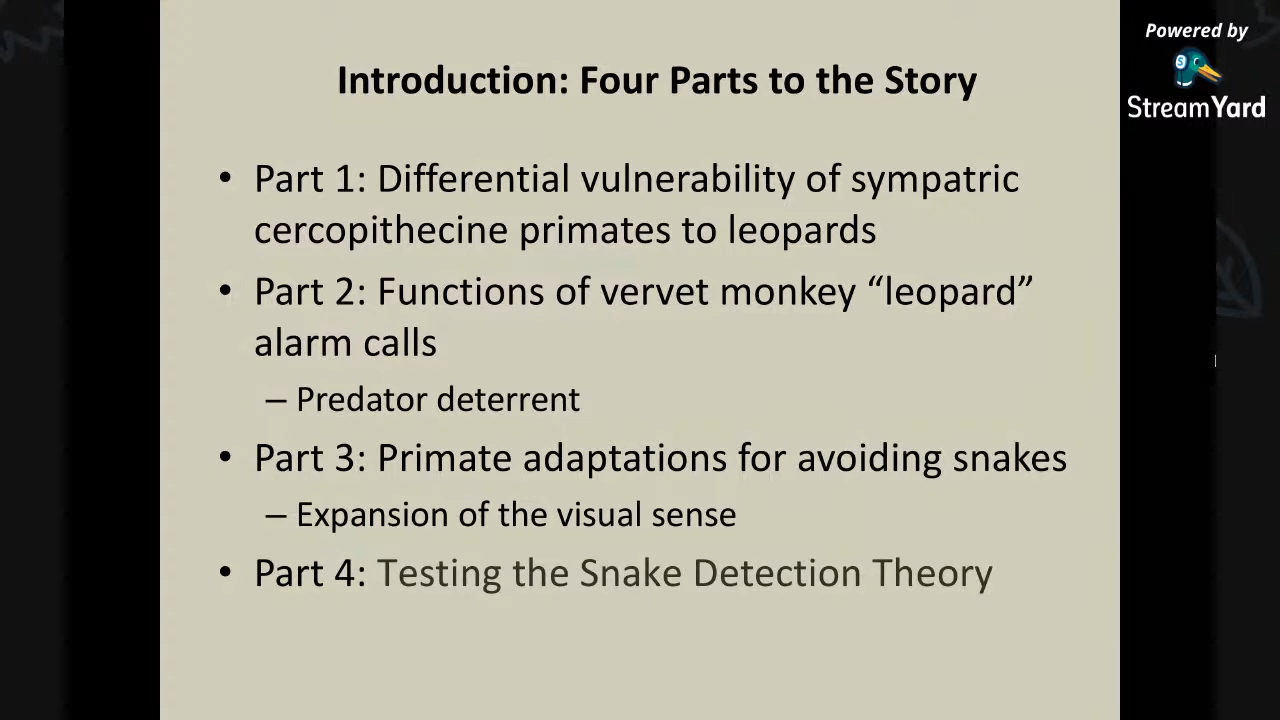 Powered by
StreamYard
Introduction: Four Parts to the Story
• Part 1: Differential vulnerability of sympatric
cercopithecine primates to leopards
• Part 2: Functions of vervet monkey “leopard”
alarm calls
– Predator deterrent
• Part 3: Primate adaptations for avoiding snakes
– Expansion of the visual sense
• Part 4: Testing the Snake Detection Theory